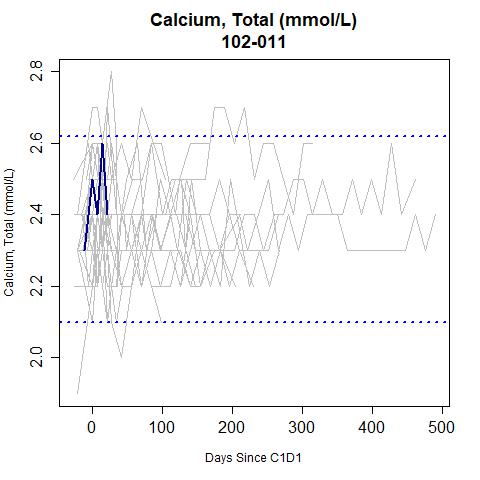 Calcium, Total (mmol/L)
102-011
Calcium, Total (mmol/L)
2.8
2.6
2.4
2.2
2.0
0 100 200 300 400 500
Days Since C1D1